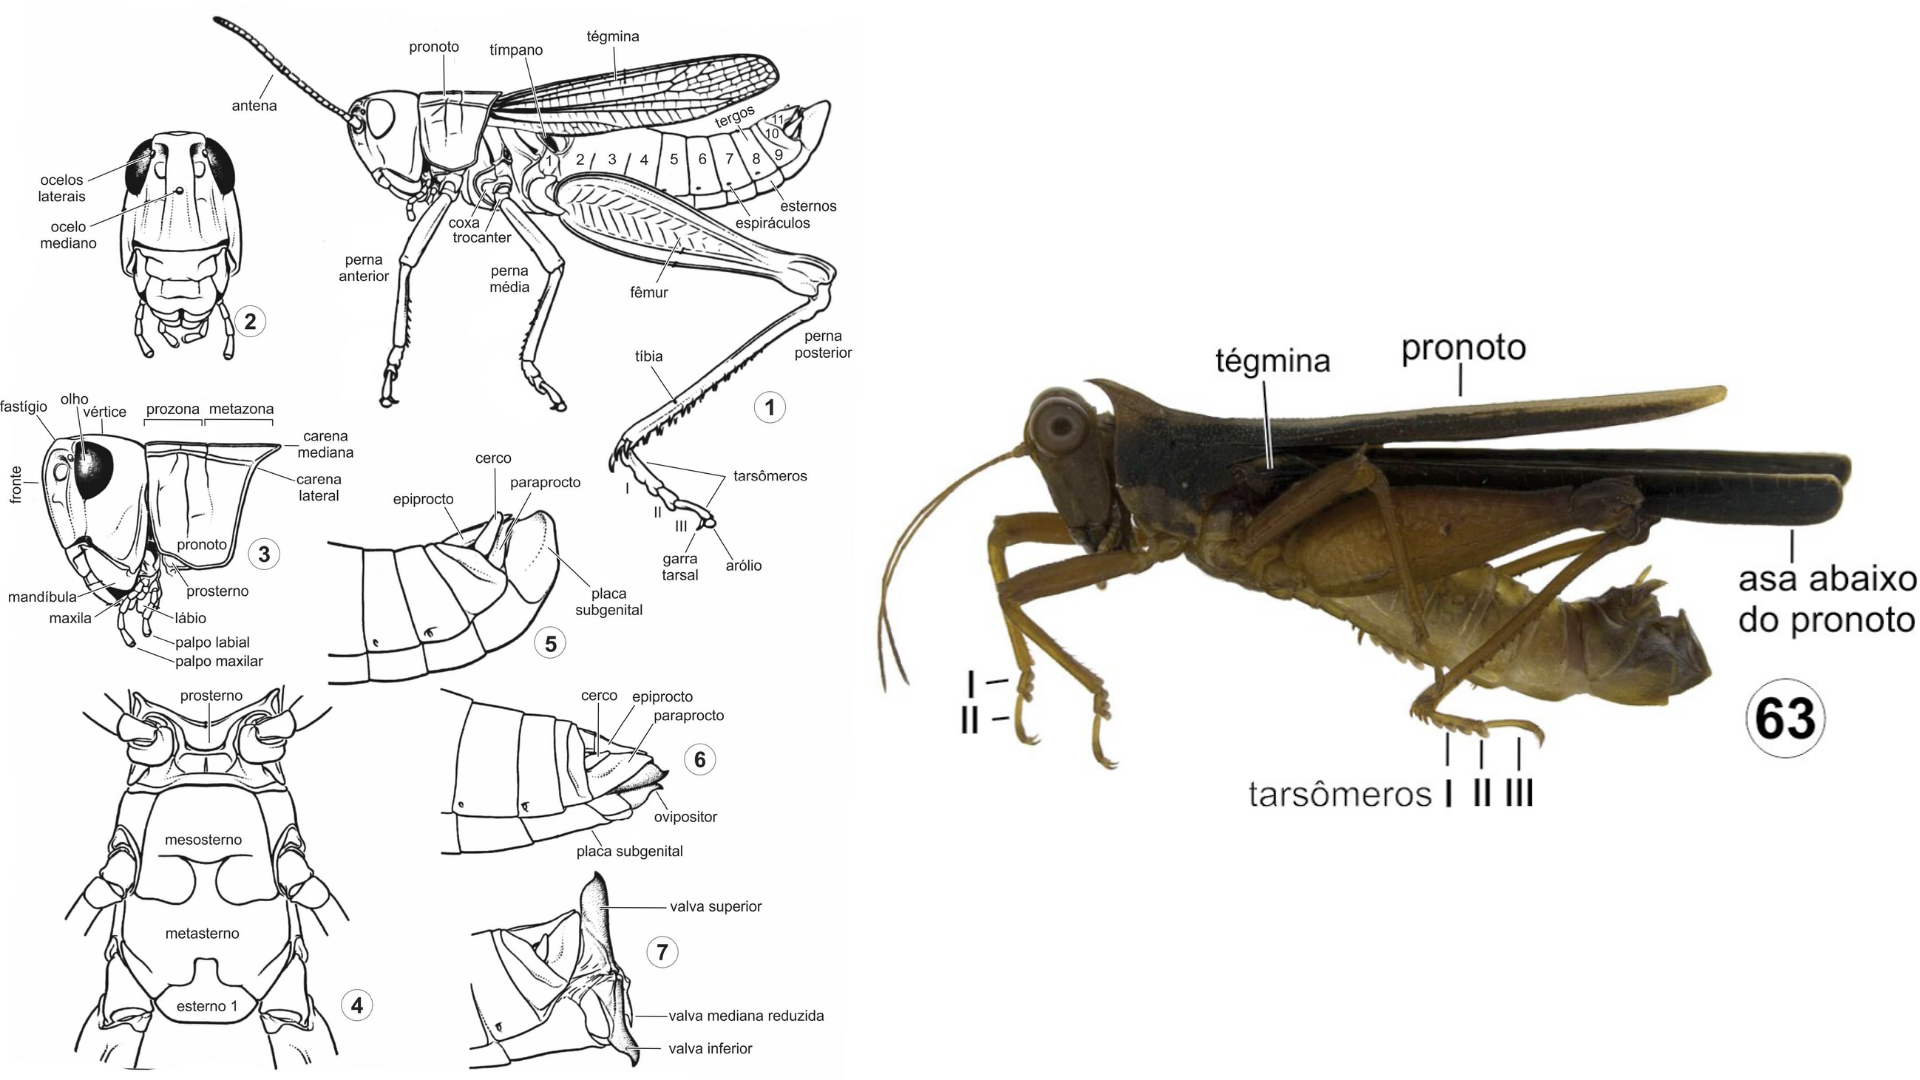 pronoto
tímpano
tégmina
antena
tergos
11
10
1
2
3
4
5
6
7
8
9
esternos
espiráculos
coxa
trocanter
perna
anterior
perna
média
fêmur
perna
posterior
tíbia
1
tarsômeros
I
II
III
garra
tarsal
arólio
ocelos
laterais
ocelo
mediano
2
fastígio
olho
vértice
prozona
metazona
carena
mediana
carena
lateral
fronte
pronoto
3
prosterno
mandíbula
maxila
lábio
palpo labial
palpo maxilar
prosterno
mesosterno
metasterno
esterno 1
4
cerco
epiprocto
paraprocto
placa
subgenital
5
cerco
epiprocto
paraprocto
6
ovipositor
placa subgenital
valva superior
7
valva mediana reduzida
valva inferior
tégmina
pronoto
asa abaixo
do pronoto
I
II
63
tarsômeros I II III